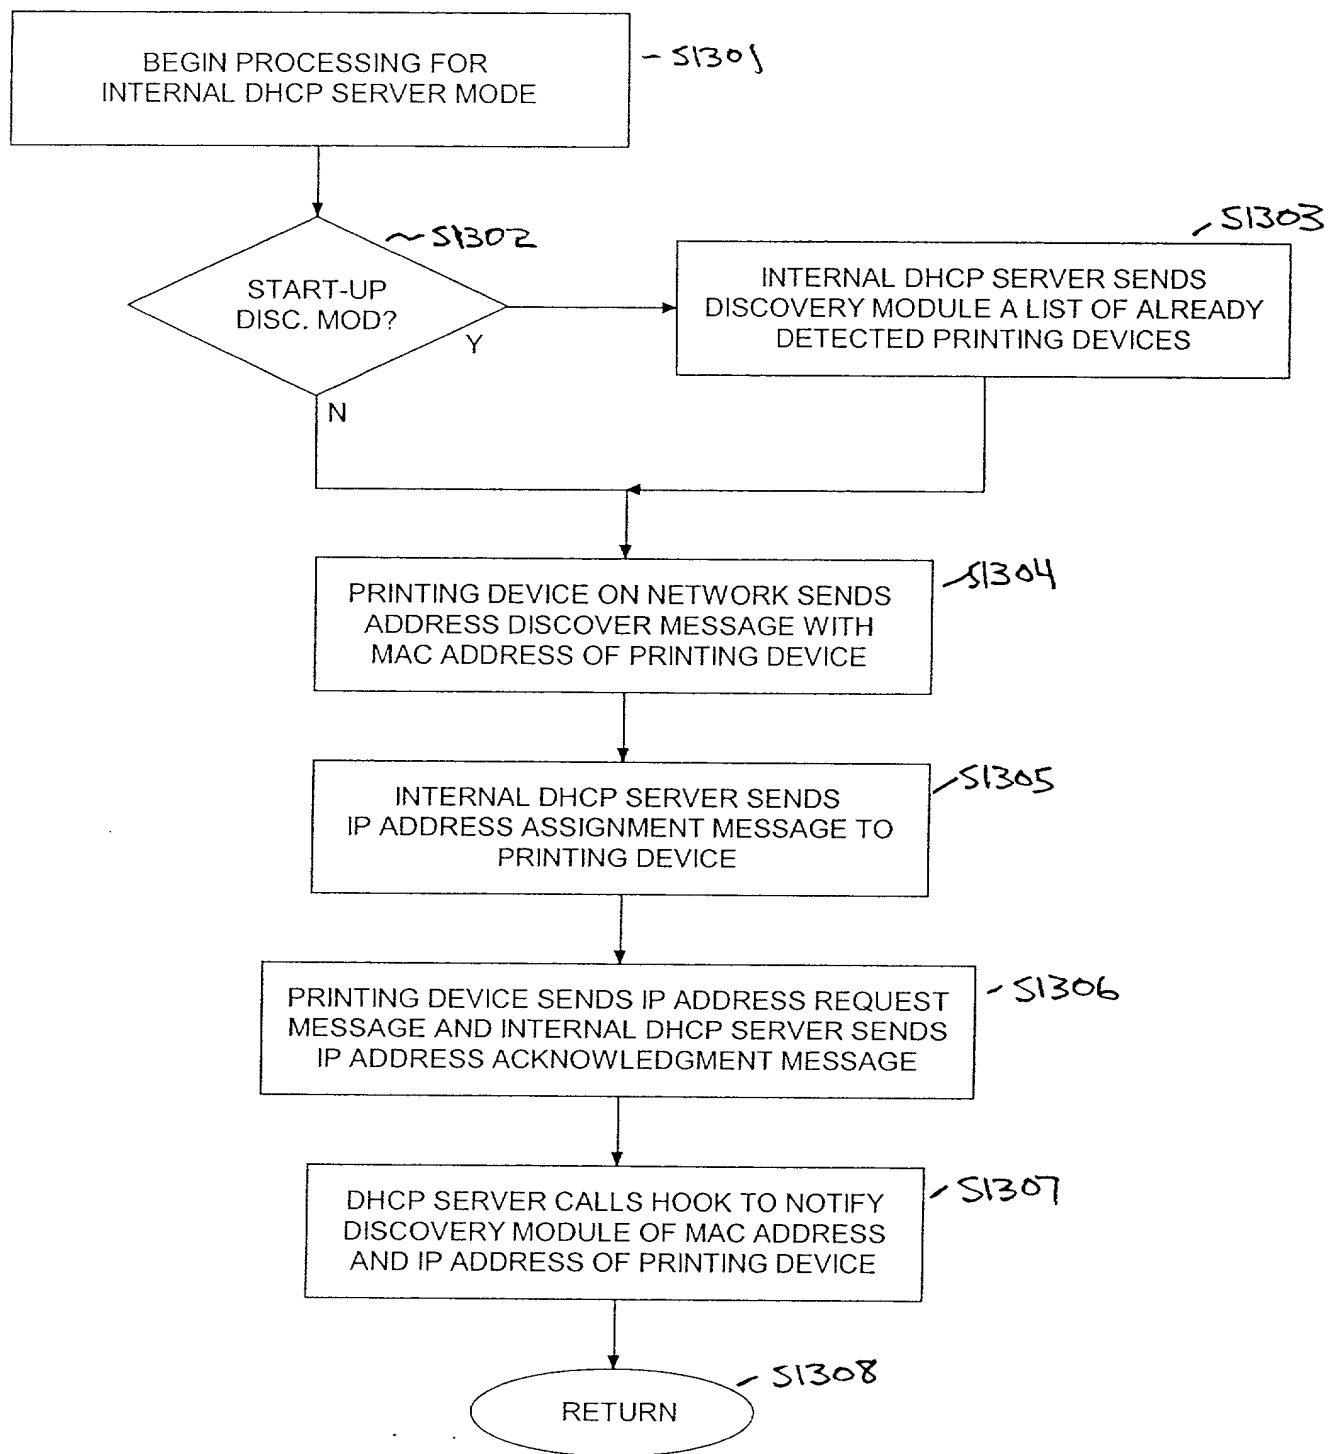 BEGIN PROCESSING FOR
INTERNAL DHCP SERVER MODE
S1301
START-UP
DISC. MOD?
S1302
Y
N
INTERNAL DHCP SERVER SENDS
DISCOVERY MODULE A LIST OF ALREADY
DETECTED PRINTING DEVICES
S1303
PRINTING DEVICE ON NETWORK SENDS
ADDRESS DISCOVER MESSAGE WITH
MAC ADDRESS OF PRINTING DEVICE
S1304
INTERNAL DHCP SERVER SENDS
IP ADDRESS ASSIGNMENT MESSAGE TO
PRINTING DEVICE
S1305
PRINTING DEVICE SENDS IP ADDRESS REQUEST
MESSAGE AND INTERNAL DHCP SERVER SENDS
IP ADDRESS ACKNOWLEDGMENT MESSAGE
S1306
DHCP SERVER CALLS HOOK TO NOTIFY
DISCOVERY MODULE OF MAC ADDRESS
AND IP ADDRESS OF PRINTING DEVICE
S1307
RETURN
S1308